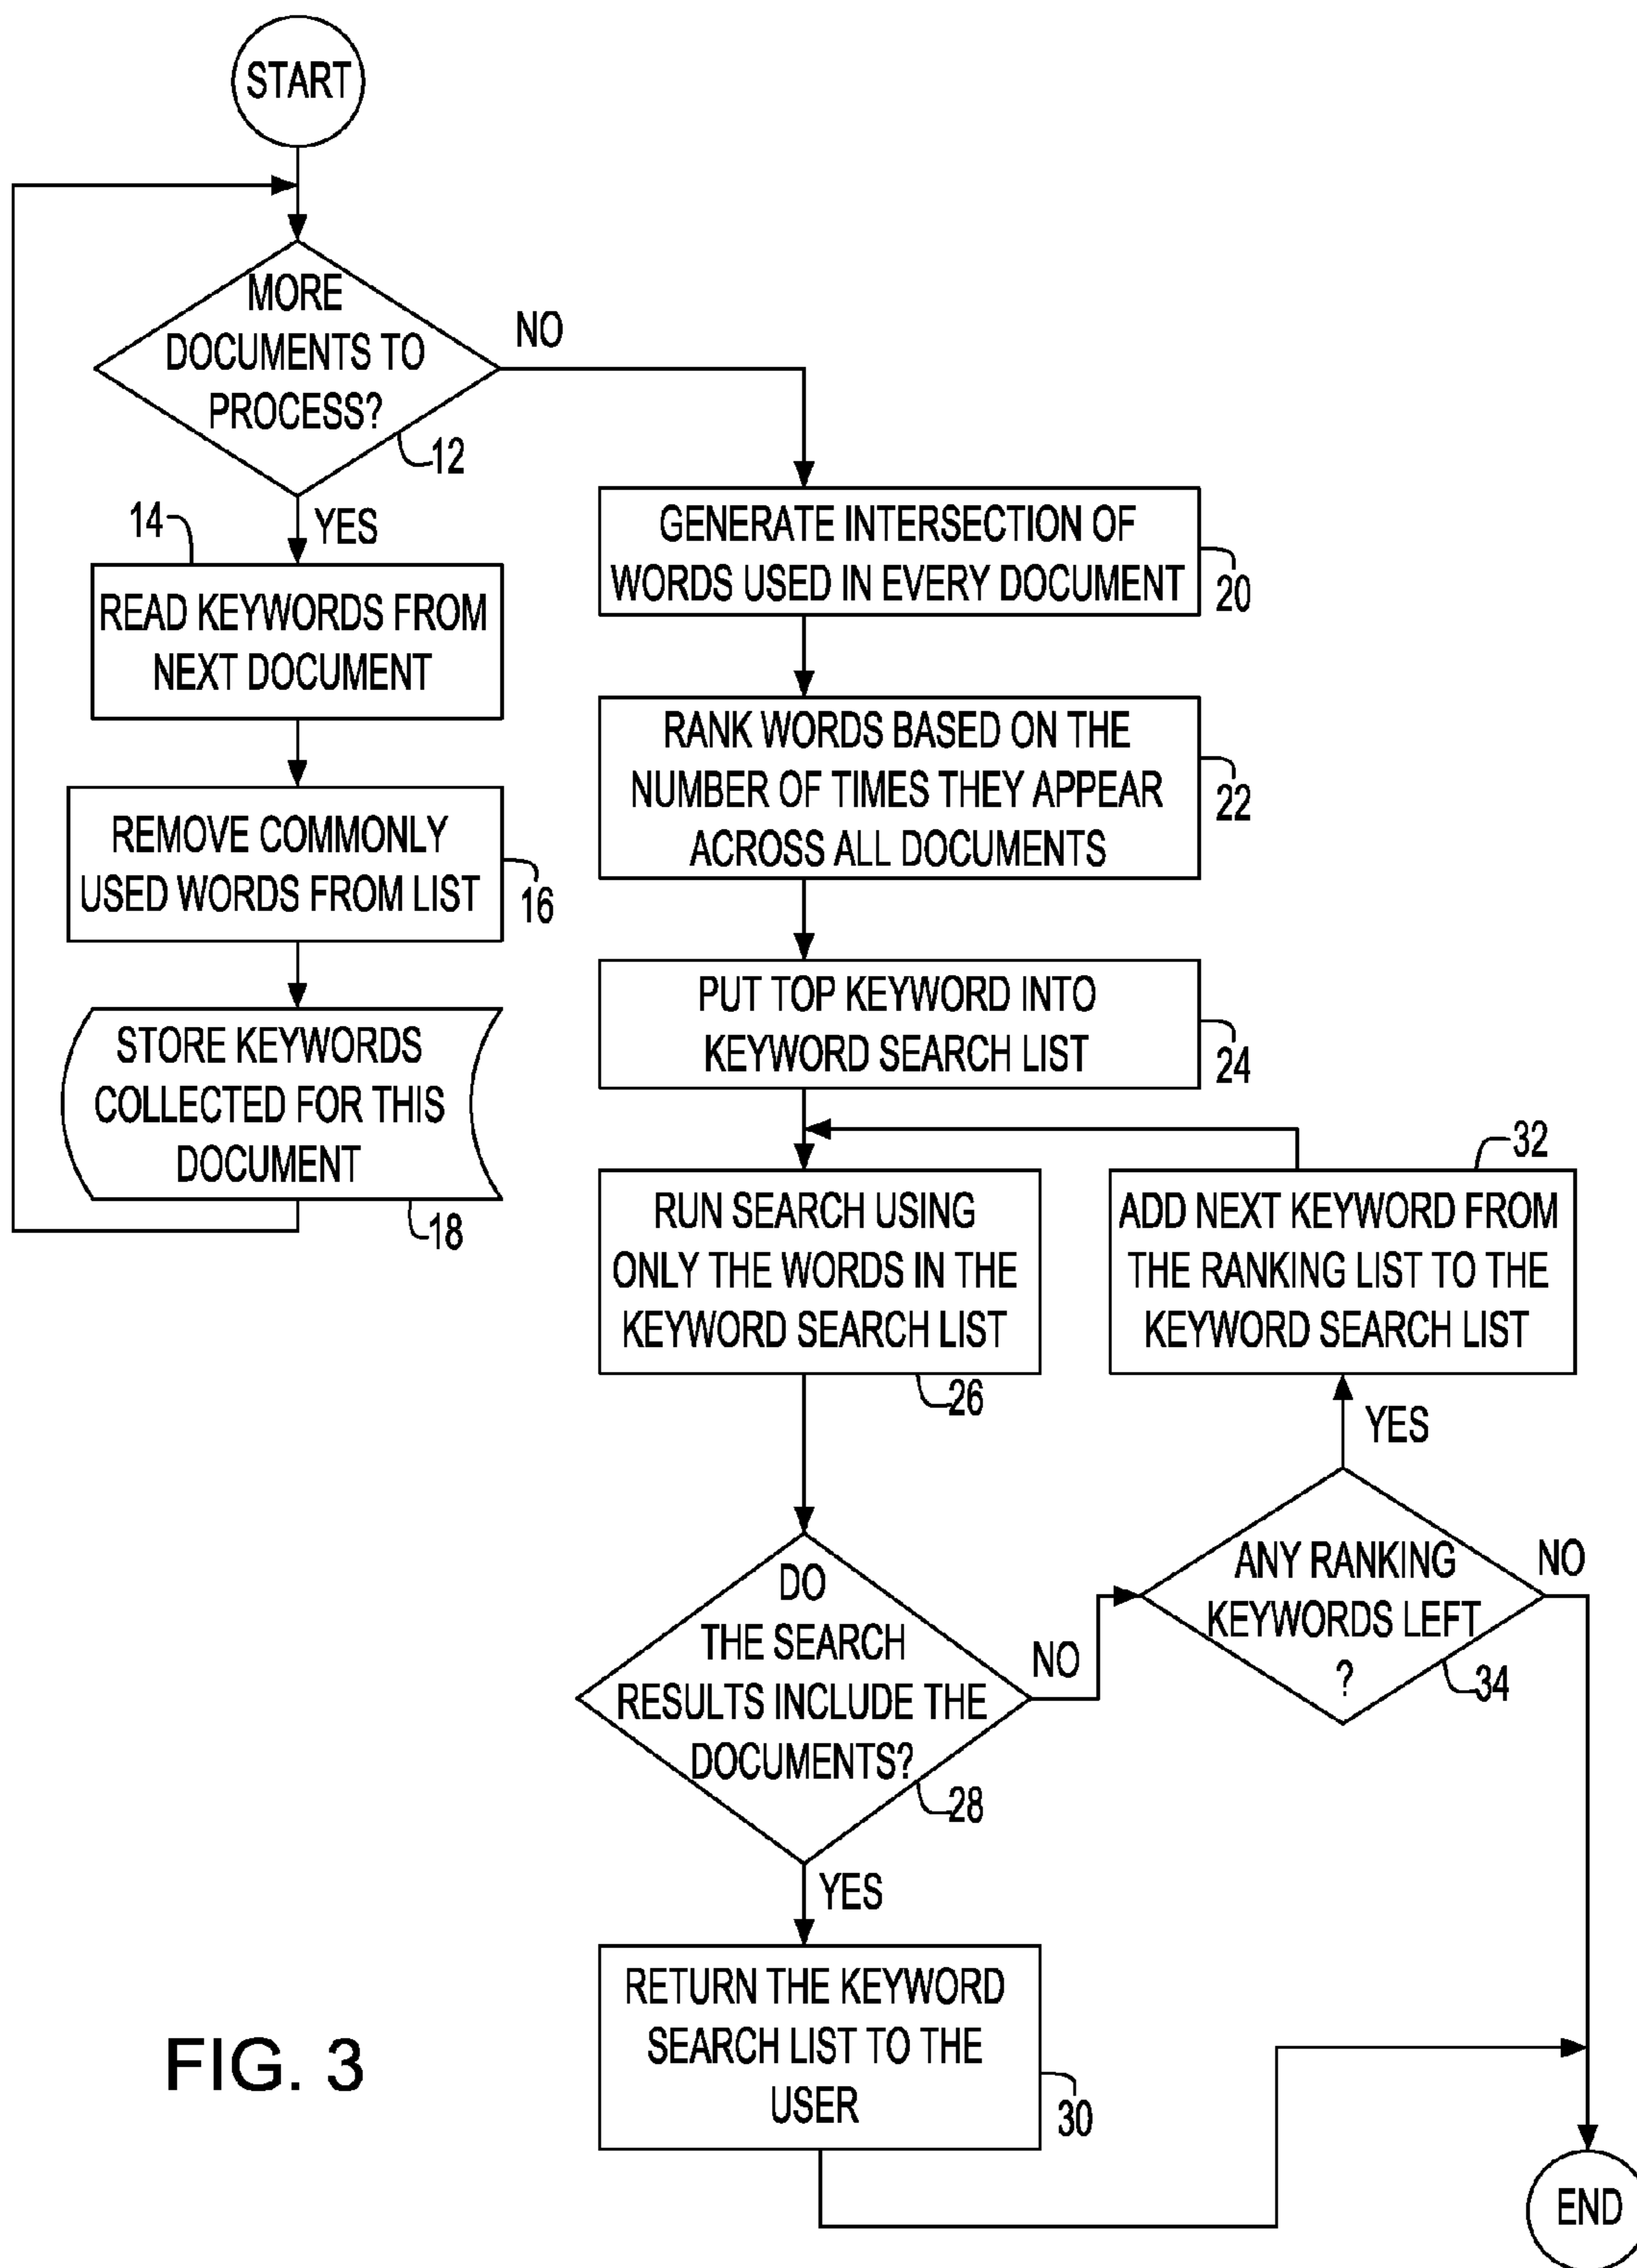 START
MORE
DOCUMENTS TO
PROCESS?
12
NO
YES
14
READ KEYWORDS FROM
NEXT DOCUMENT
REMOVE COMMONLY
USED WORDS FROM LIST
16
STORE KEYWORDS
COLLECTED FOR THIS
DOCUMENT
18
GENERATE INTERSECTION OF
WORDS USED IN EVERY DOCUMENT
20
RANK WORDS BASED ON THE
NUMBER OF TIMES THEY APPEAR
ACROSS ALL DOCUMENTS
22
PUT TOP KEYWORD INTO
KEYWORD SEARCH LIST
24
RUN SEARCH USING
ONLY THE WORDS IN THE
KEYWORD SEARCH LIST
26
32
ADD NEXT KEYWORD FROM
THE RANKING LIST TO THE
KEYWORD SEARCH LIST
YES
DO
THE SEARCH
RESULTS INCLUDE THE
DOCUMENTS?
28
NO
ANY RANKING
KEYWORDS LEFT
?
34
NO
YES
RETURN THE KEYWORD
SEARCH LIST TO THE
USER
30
END
FIG. 3